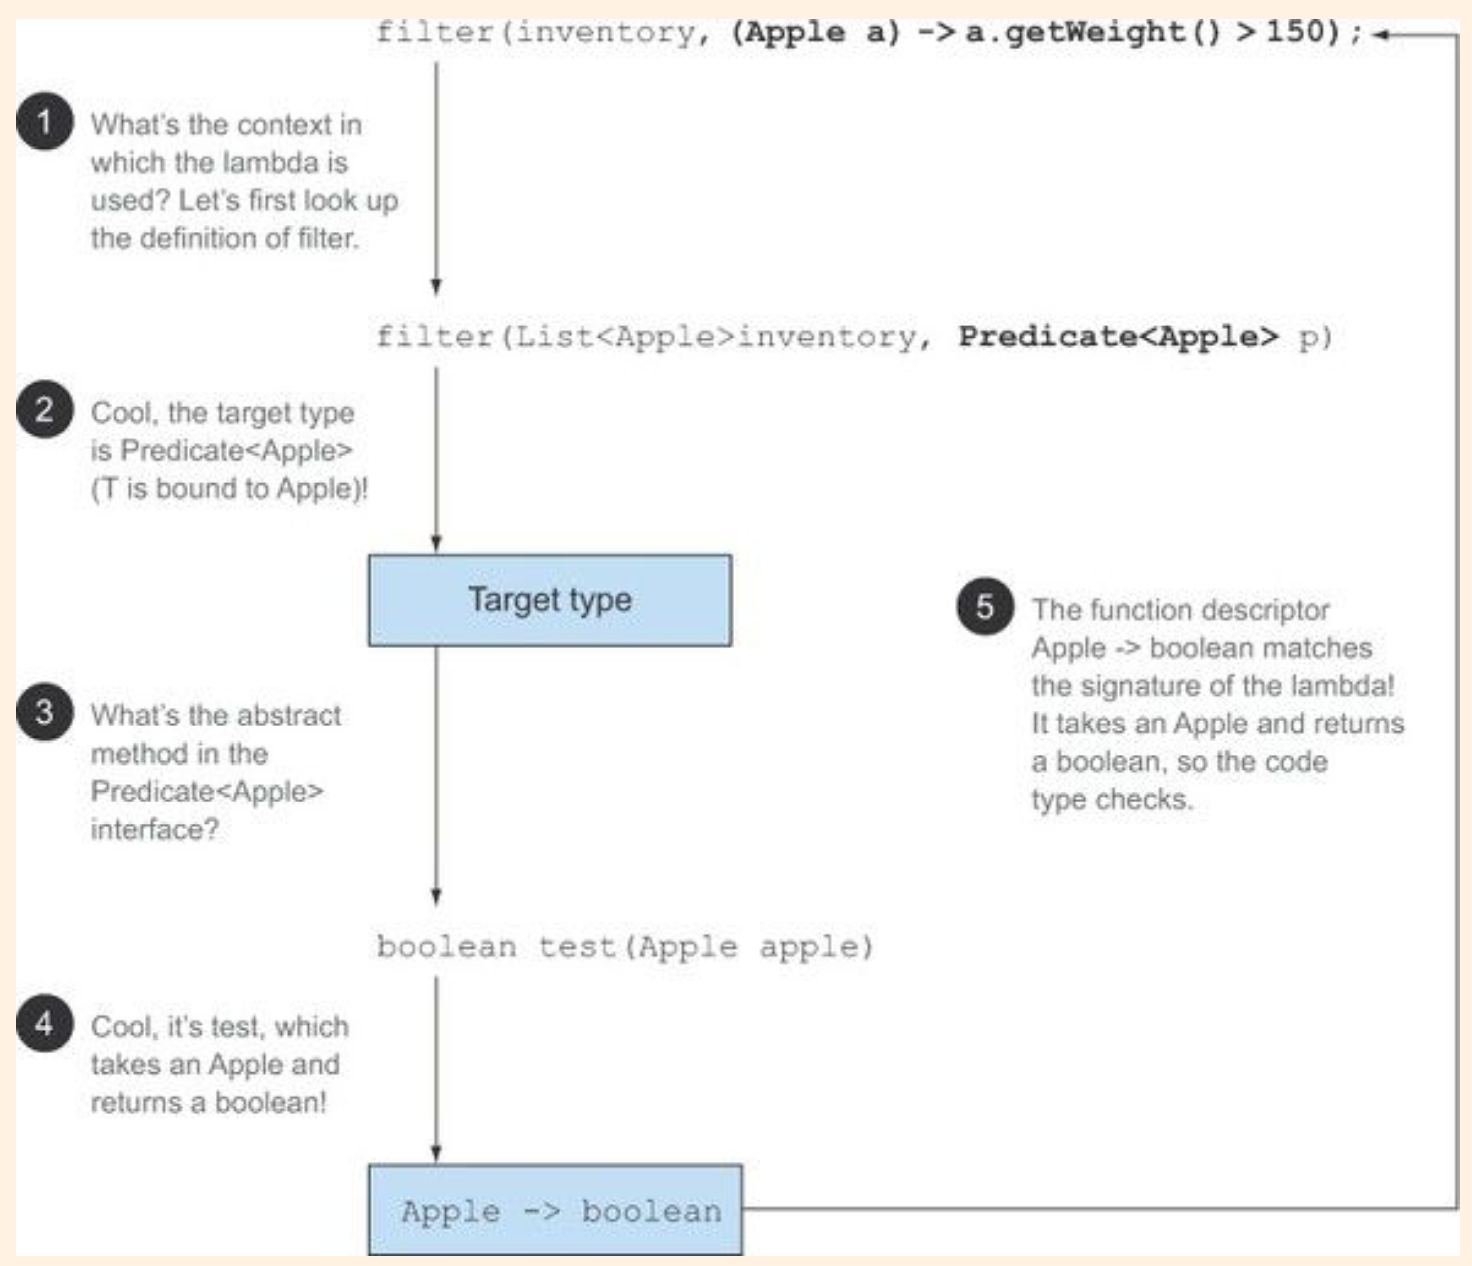 filter(inventory, (Apple a) -> a.getWeight() > 150);
1
What's the context in
which the lambda is
used? Let's first look up
the definition of filter.
filter(List<Apple>inventory, Predicate<Apple> p)
2
Cool, the target type
is Predicate<Apple>
(T is bound to Apple)!
Target type
3
What's the abstract
method in the
Predicate<Apple>
interface?
boolean test(Apple apple)
4
Cool, it's test, which
takes an Apple and
returns a boolean!
Apple -> boolean
5
The function descriptor
Apple -> boolean matches
the signature of the lambda!
It takes an Apple and returns
a boolean, so the code
type checks.